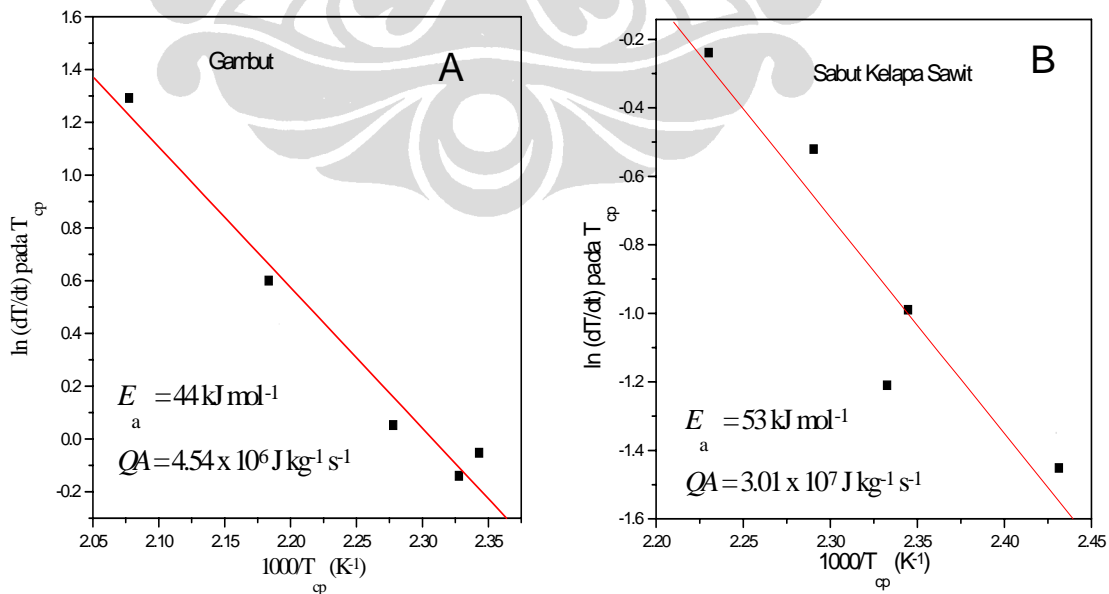 Gambut
A
1.6
1.4
1.2
1.0
0.8
0.6
0.4
0.2
0.0
-0.2
ln (dT/dt) pada T cp
E a = 44 kJ mol-1
QA = 4.54 x 10^6 J kg-1 s-1
2.05 2.10 2.15 2.20 2.25 2.30 2.35
1000/T cp (K-1)
Sabut Kelapa Sawit
B
-0.2
-0.4
-0.6
-0.8
-1.0
-1.2
-1.4
-1.6
ln (dT/dt) pada T cp
E a = 53 kJ mol-1
QA = 3.01 x 10^7 J kg-1 s-1
2.20 2.25 2.30 2.35 2.40 2.45
1000/T cp (K-1)